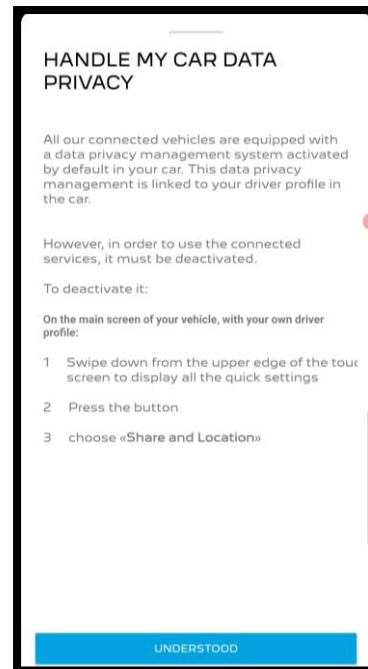 HANDLE MY CAR DATA
PRIVACY
All our connected vehicles are equipped with
a data privacy management system activated
by default in your car. This data privacy
management is linked to your driver profile in
the car.
However, in order to use the connected
services, it must be deactivated.
To deactivate it:
On the main screen of your vehicle, with your own driver
profile:
1 Swipe down from the upper edge of the touc
screen to display all the quick settings
2 Press the button
3 choose «Share and Location»
UNDERSTOOD